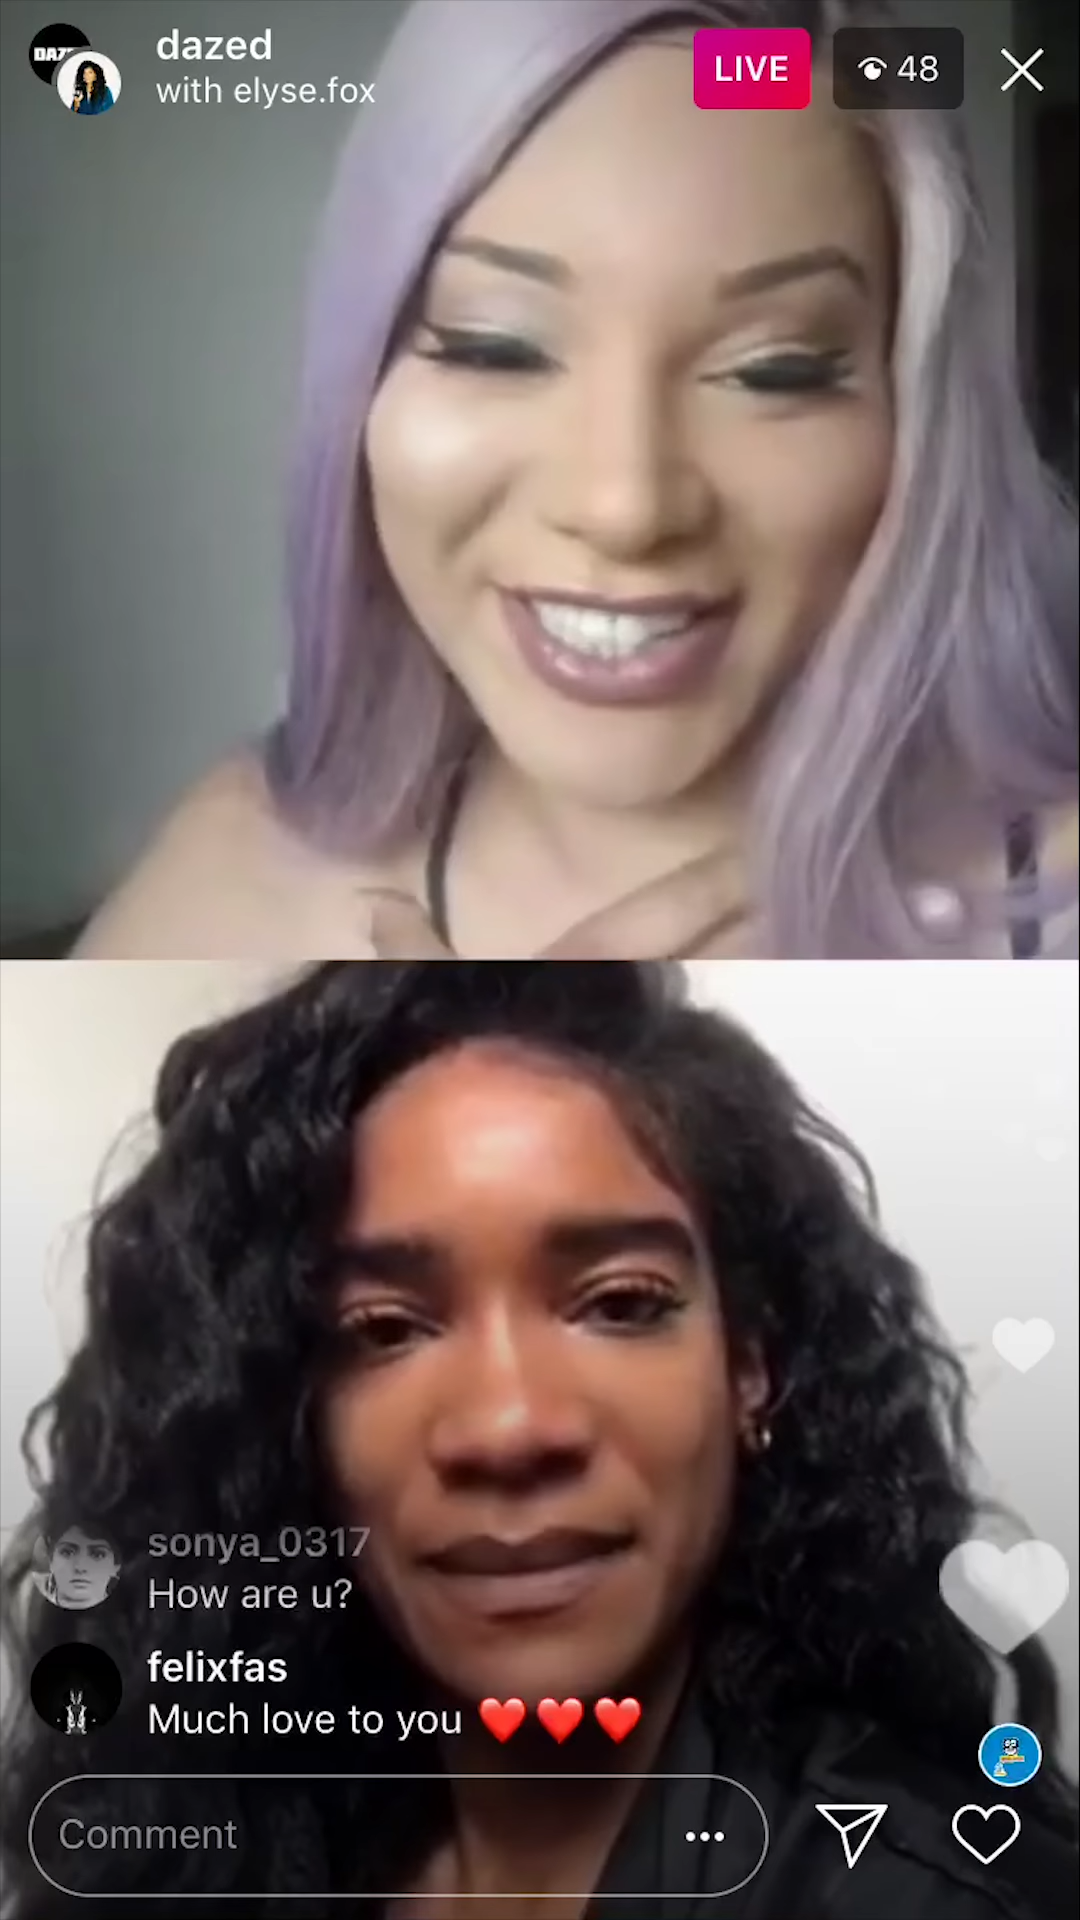 dazed
with elyse.fox
LIVE
48
sonya_0317
How are u?
felixfas
Much love to you ❤️❤️❤️
Comment